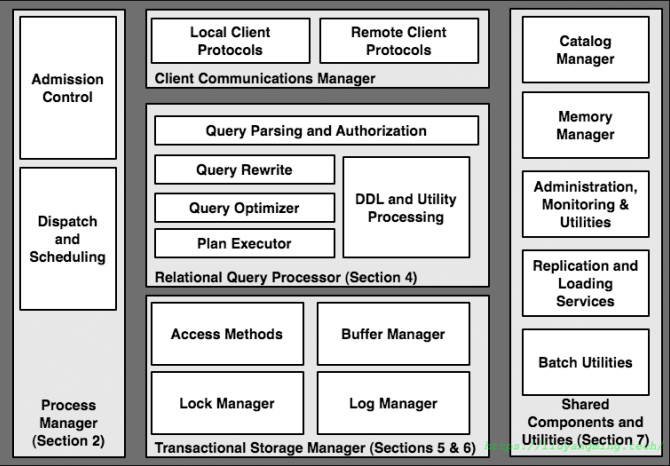 Admission
Control
Dispatch
and
Scheduling
Process
Manager
(Section 2)
Local Client
Protocols
Remote Client
Protocols
Client Communications Manager
Query Parsing and Authorization
Query Rewrite
Query Optimizer
Plan Executor
DDL and Utility
Processing
Relational Query Processor (Section 4)
Access Methods
Buffer Manager
Lock Manager
Log Manager
Transactional Storage Manager (Sections 5 & 6)
Catalog
Manager
Memory
Manager
Administration,
Monitoring &
Utilities
Replication and
Loading
Services
Batch Utilities
Shared
Components and
Utilities (Section 7)